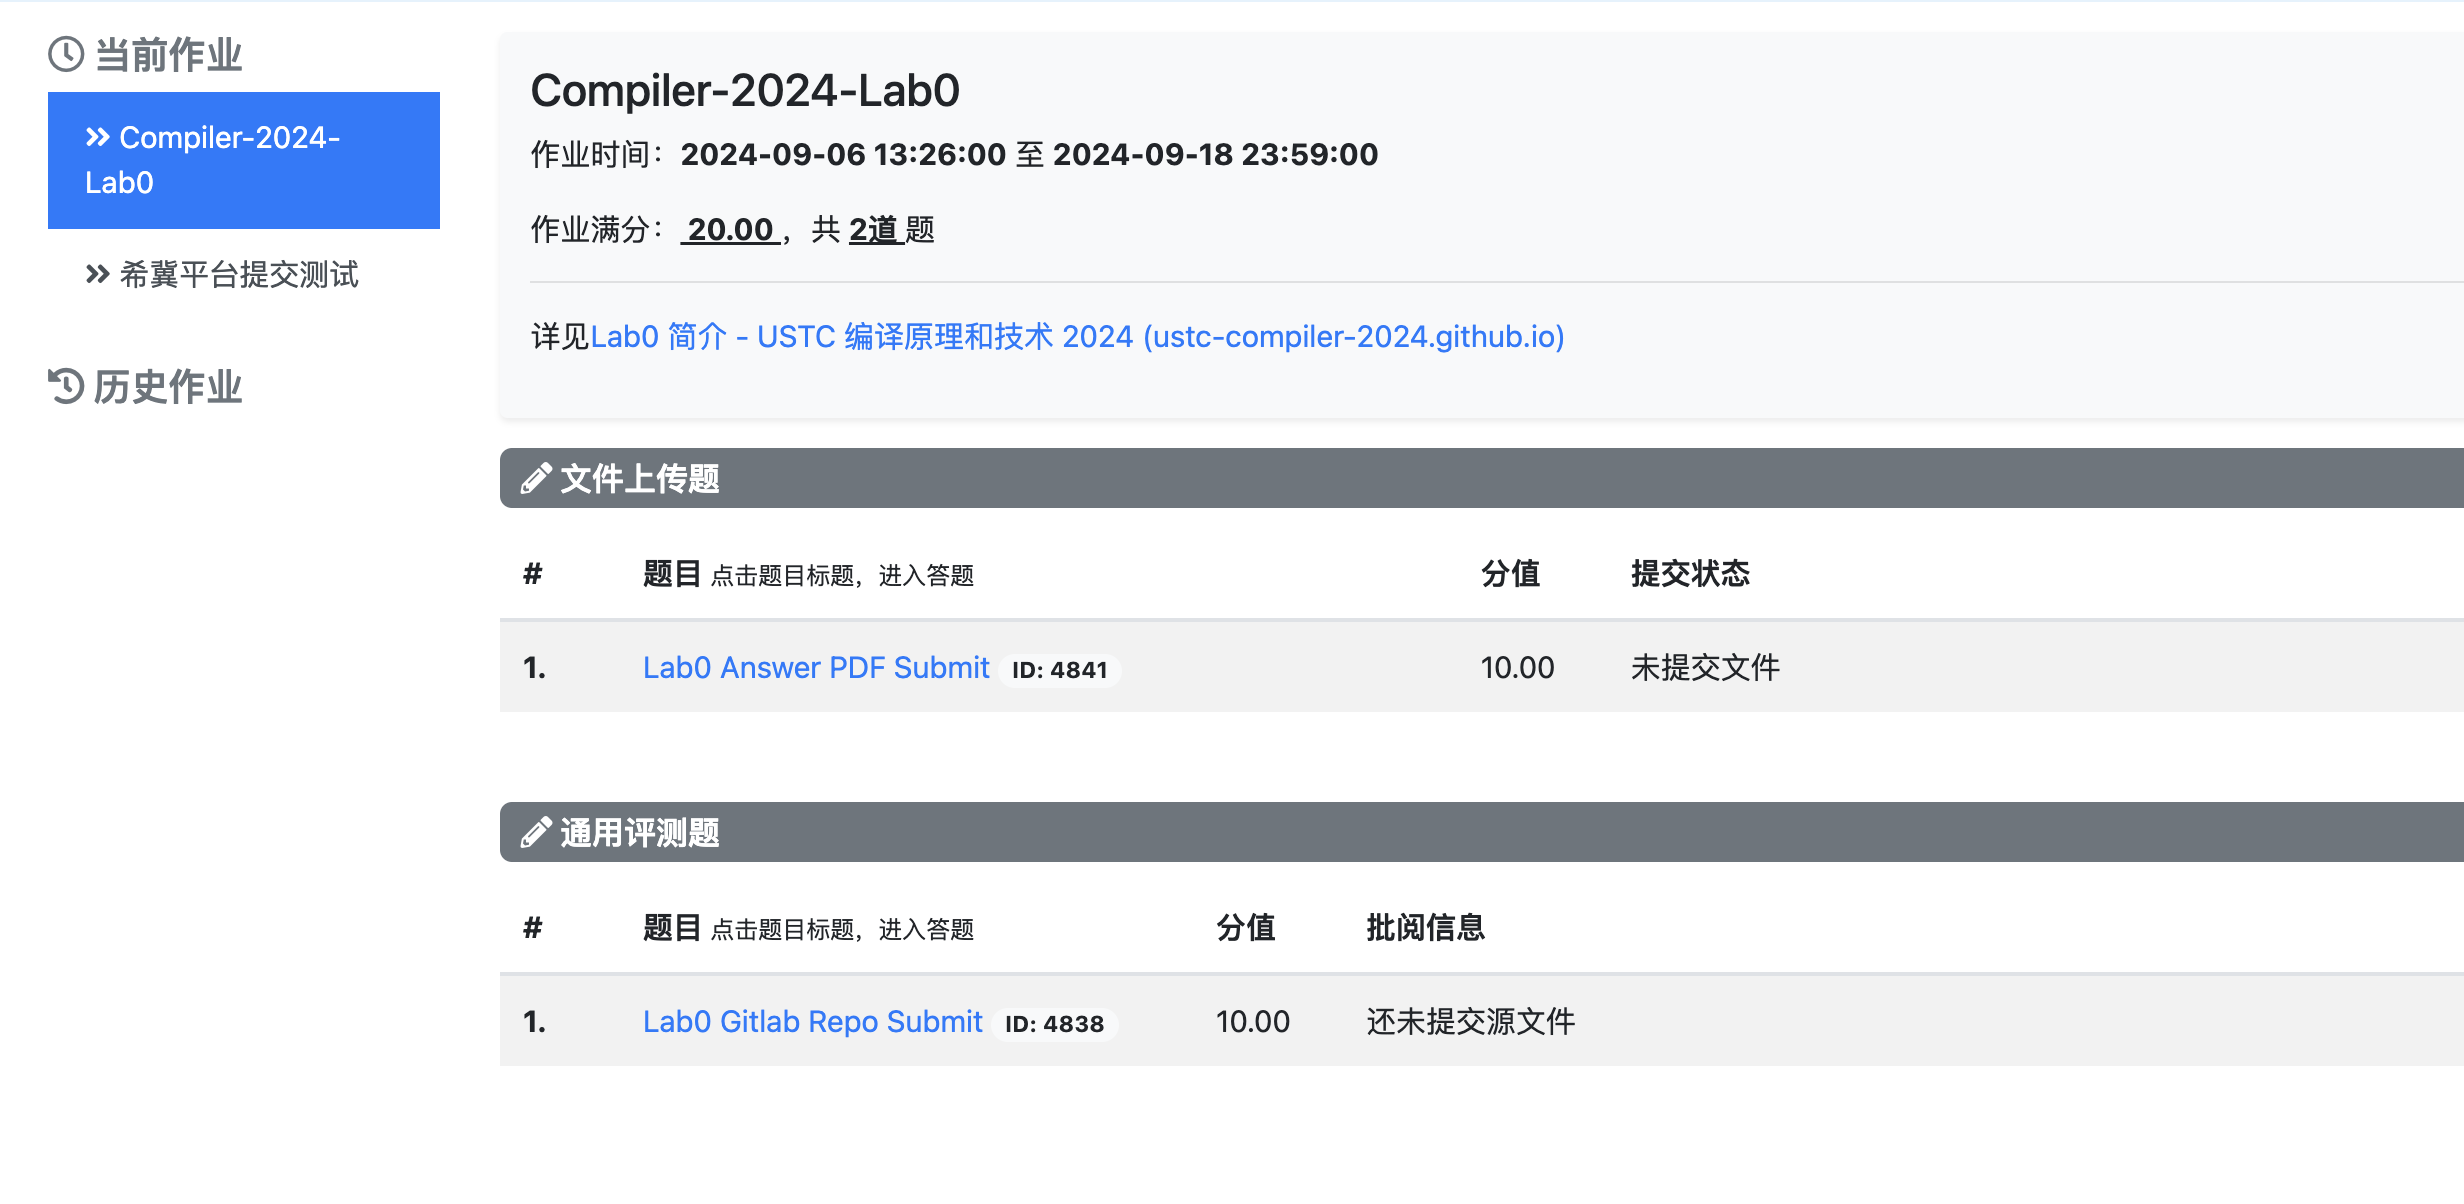 当前作业
Compiler-2024-
Lab0
希冀平台提交测试
历史作业
Compiler-2024-Lab0
作业时间：2024-09-06 13:26:00 至 2024-09-18 23:59:00
作业满分： 20.00 ，共 2道 题
详见Lab0 简介 - USTC 编译原理和技术 2024 (ustc-compiler-2024.github.io)
文件上传题
# 题目 点击题目标题，进入答题 分值 提交状态
1. Lab0 Answer PDF Submit ID: 4841 10.00 未提交文件
通用评测题
# 题目 点击题目标题，进入答题 分值 批阅信息
1. Lab0 Gitlab Repo Submit ID: 4838 10.00 还未提交源文件